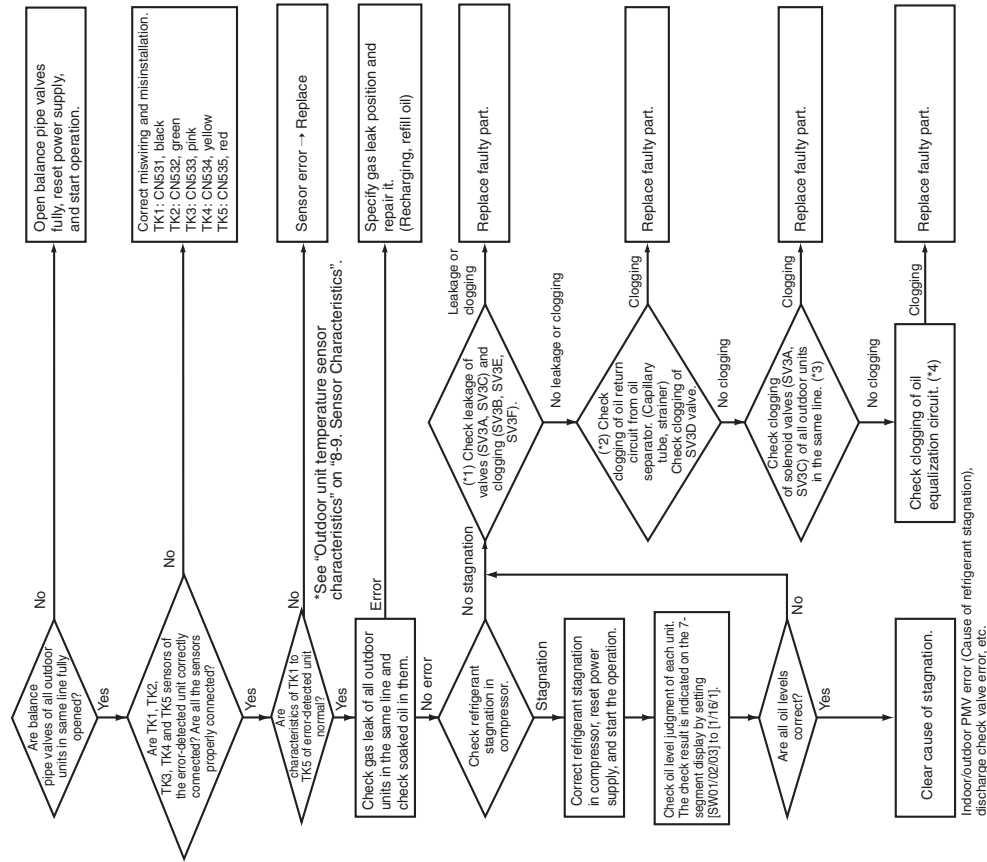 Are balance
pipe valves of all outdoor
units in same line fully
opened?
No
Open balance pipe valves
fully, reset power supply,
and start operation.
Yes
Are TK1, TK2,
TK3, TK4 and TK5 sensors of
the error-detected unit correctly
connected? Are all the sensors
properly connected?
No
Correct miswiring and misinstallation.
TK1: CN531, black
TK2: CN532, green
TK3: CN533, pink
TK4: CN534, yellow
TK5: CN535, red
Yes
Are
characteristics of TK1 to
TK5 of error-detected unit
normal?
No
Sensor error → Replace
*See “Outdoor unit temperature sensor
characteristics” on “8-9. Sensor Characteristics”.
Yes
Check gas leak of all outdoor
units in the same line and
check soaked oil in them.
Error
Specify gas leak position and
repair it.
(Recharging, refill oil)
No error
Check refrigerant
stagnation in
compressor.
No stagnation
(*1) Check leakage of
valves (SV3A, SV3C) and
clogging (SV3B, SV3E,
SV3F).
Leakage or
clogging
Replace faulty part.
Stagnation
No leakage or clogging
Correct refrigerant stagnation
in compressor, reset power
supply, and start the operation.
(*2) Check
clogging of oil return
circuit from oil
separator. (Capillary
tube, strainer)
Check clogging of
SV3D valve.
Clogging
Replace faulty part.
Check oil level judgment of each unit.
The check result is indicated on the 7-
segment display by setting
[SW01/02/03] to [1/16/1].
No clogging
Are all oil levels
correct?
No
Check clogging
of solenoid valves (SV3A,
SV3C) of all outdoor units
in the same line. (*3)
Clogging
Replace faulty part.
Yes
No clogging
Clear cause of stagnation.
Check clogging of oil
equalization circuit. (*4)
Clogging
Replace faulty part.
Indoor/outdoor PMV error (Cause of refrigerant stagnation),
discharge check valve error, etc.